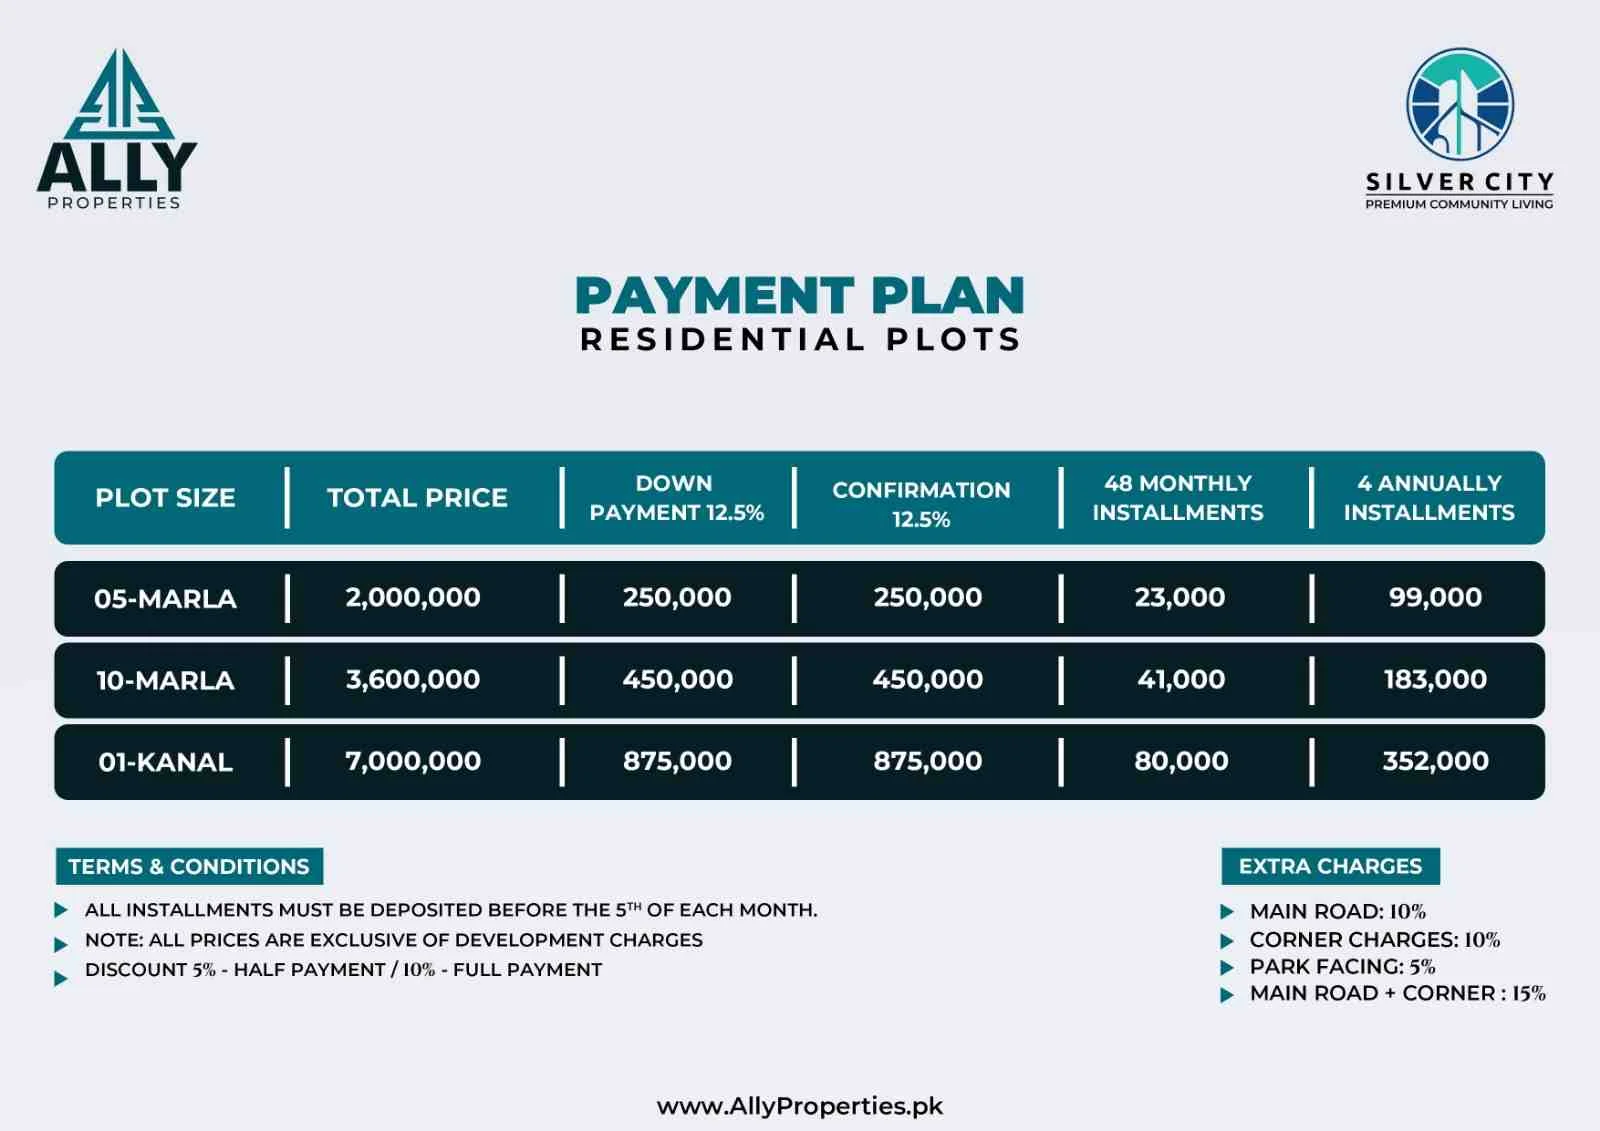 ALLY
PROPERTIES
SILVER CITY
PREMIUM COMMUNITY LIVING
PAYMENT PLAN
RESIDENTIAL PLOTS
PLOT SIZE TOTAL PRICE DOWN PAYMENT 12.5% CONFIRMATION 12.5% 48 MONTHLY INSTALLMENTS 4 ANNUALLY INSTALLMENTS
05-MARLA 2,000,000 250,000 250,000 23,000 99,000
10-MARLA 3,600,000 450,000 450,000 41,000 183,000
01-KANAL 7,000,000 875,000 875,000 80,000 352,000
TERMS & CONDITIONS
ALL INSTALLMENTS MUST BE DEPOSITED BEFORE THE 5TH OF EACH MONTH.
NOTE: ALL PRICES ARE EXCLUSIVE OF DEVELOPMENT CHARGES
DISCOUNT 5% - HALF PAYMENT / 10% - FULL PAYMENT
EXTRA CHARGES
MAIN ROAD: 10%
CORNER CHARGES: 10%
PARK FACING: 5%
MAIN ROAD + CORNER : 15%
www.AllyProperties.pk